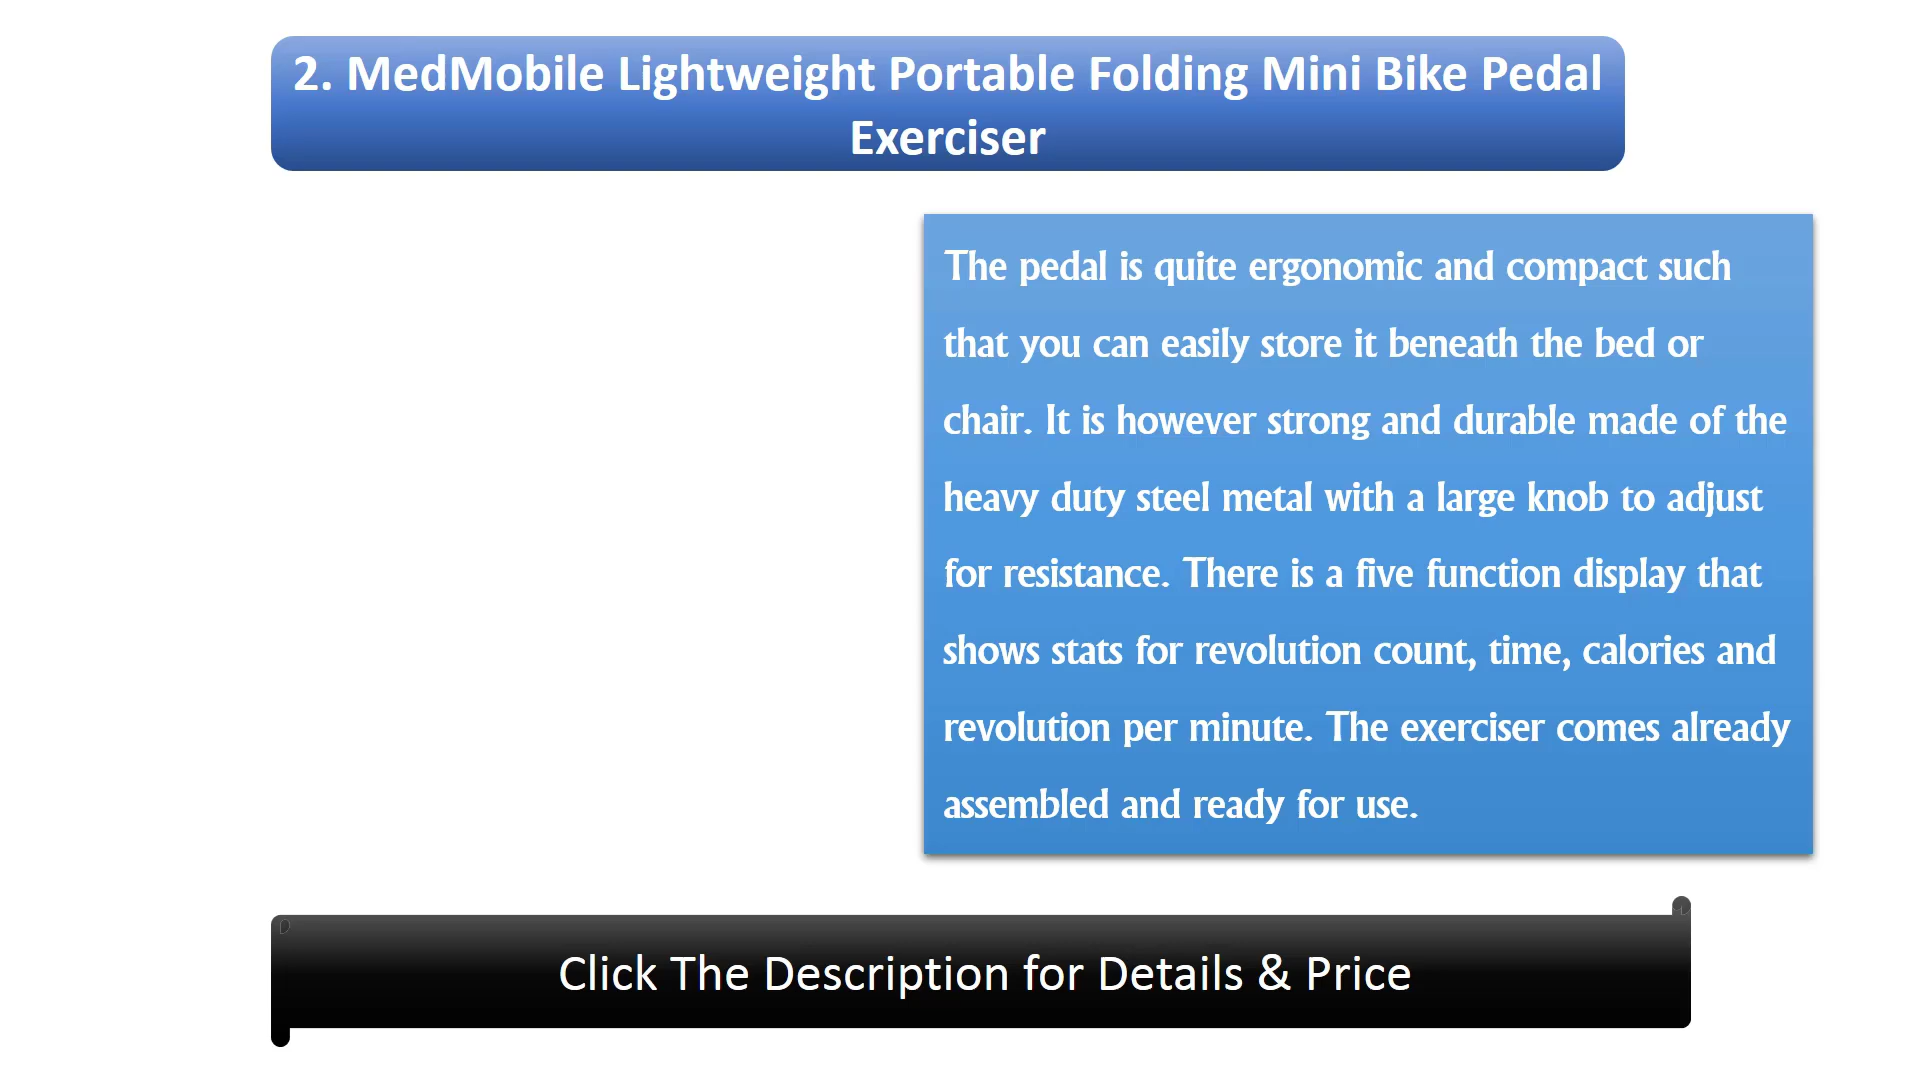 2. MedMobile Lightweight Portable Folding Mini Bike Pedal
Exerciser
The pedal is quite ergonomic and compact such
that you can easily store it beneath the bed or
chair. It is however strong and durable made of the
heavy duty steel metal with a large knob to adjust
for resistance. There is a five function display that
shows stats for revolution count, time, calories and
revolution per minute. The exerciser comes already
assembled and ready for use.
Click The Description for Details & Price